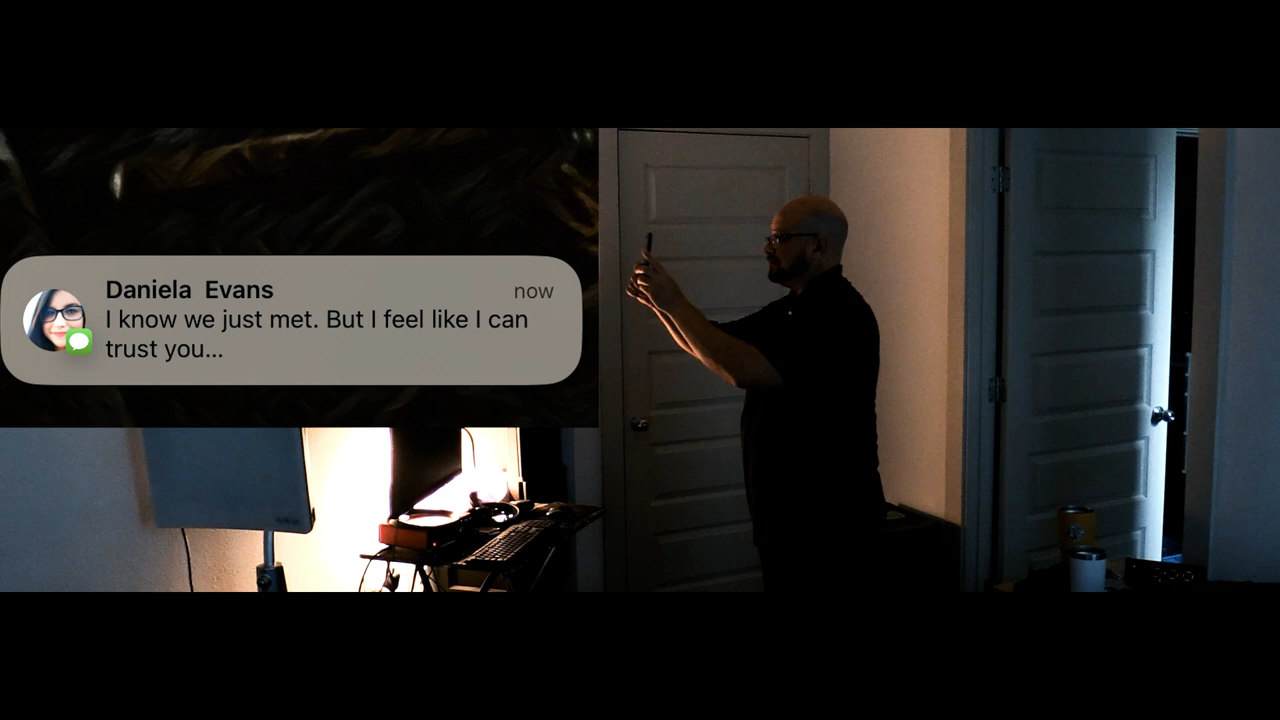 Daniela Evans
now
I know we just met. But I feel like I can
trust you...